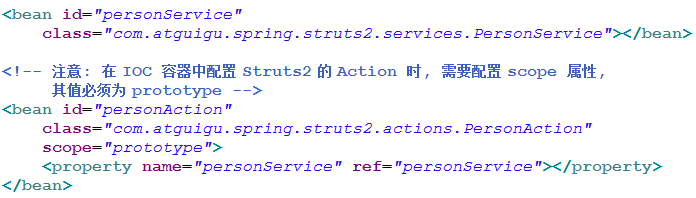 <bean id="personService"
class="com.atguigu.spring.struts2.services.PersonService"></bean>
<!-- 注意: 在 IOC 容器中配置 Struts2 的 Action 时, 需要配置 scope 属性,
其值必须为 prototype -->
<bean id="personAction"
class="com.atguigu.spring.struts2.actions.PersonAction"
scope="prototype">
<property name="personService" ref="personService"></property>
</bean>